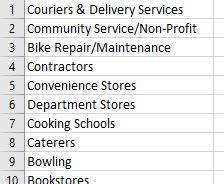 1 Couriers & Delivery Services
2 Community Service/Non-Profit
3 Bike Repair/Maintenance
4 Contractors
5 Convenience Stores
6 Department Stores
7 Cooking Schools
8 Caterers
9 Bowling
10 Bookstores